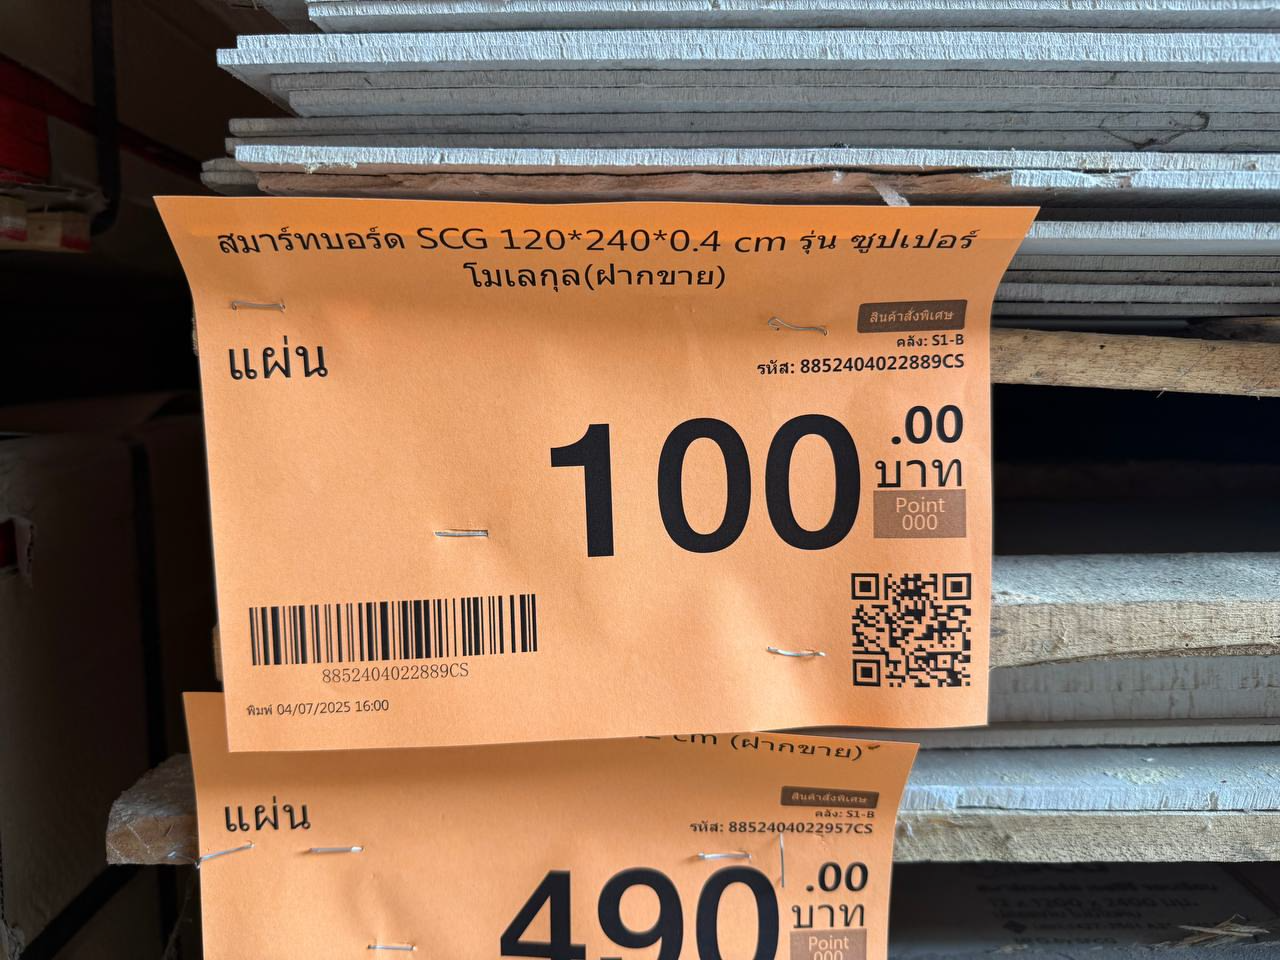 สมาร์ทบอร์ด SCG 120*240*0.4 cm รุ่น ซูปเปอร์
โมเลกุล(ฝากขาย)
สินค้าสั่งพิเศษ
คลัง: S1-B
แผ่น
รหัส: 8852404022889CS
100.00
บาท
Point
000
8852404022889CS
พิมพ์ 04/07/2025 16:00
cm (ฝากขาย)
สินค้าสั่งพิเศษ
แผ่น
คลัง: S1-B
รหัส: 8852404022957CS
490.00
บาท
Point
000